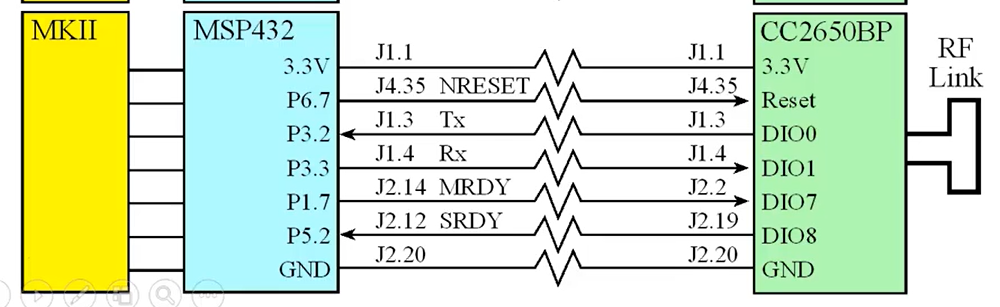 MKII MSP432 CC2650BP
RF
Link
3.3V J1.1 J1.1 3.3V
P6.7 J4.35 NRESET J4.35 Reset
P3.2 J1.3 Tx J1.3 DIO0
P3.3 J1.4 Rx J1.4 DIO1
P1.7 J2.14 MRDY J2.2 DIO7
P5.2 J2.12 SRDY J2.19 DIO8
GND J2.20 J2.20 GND